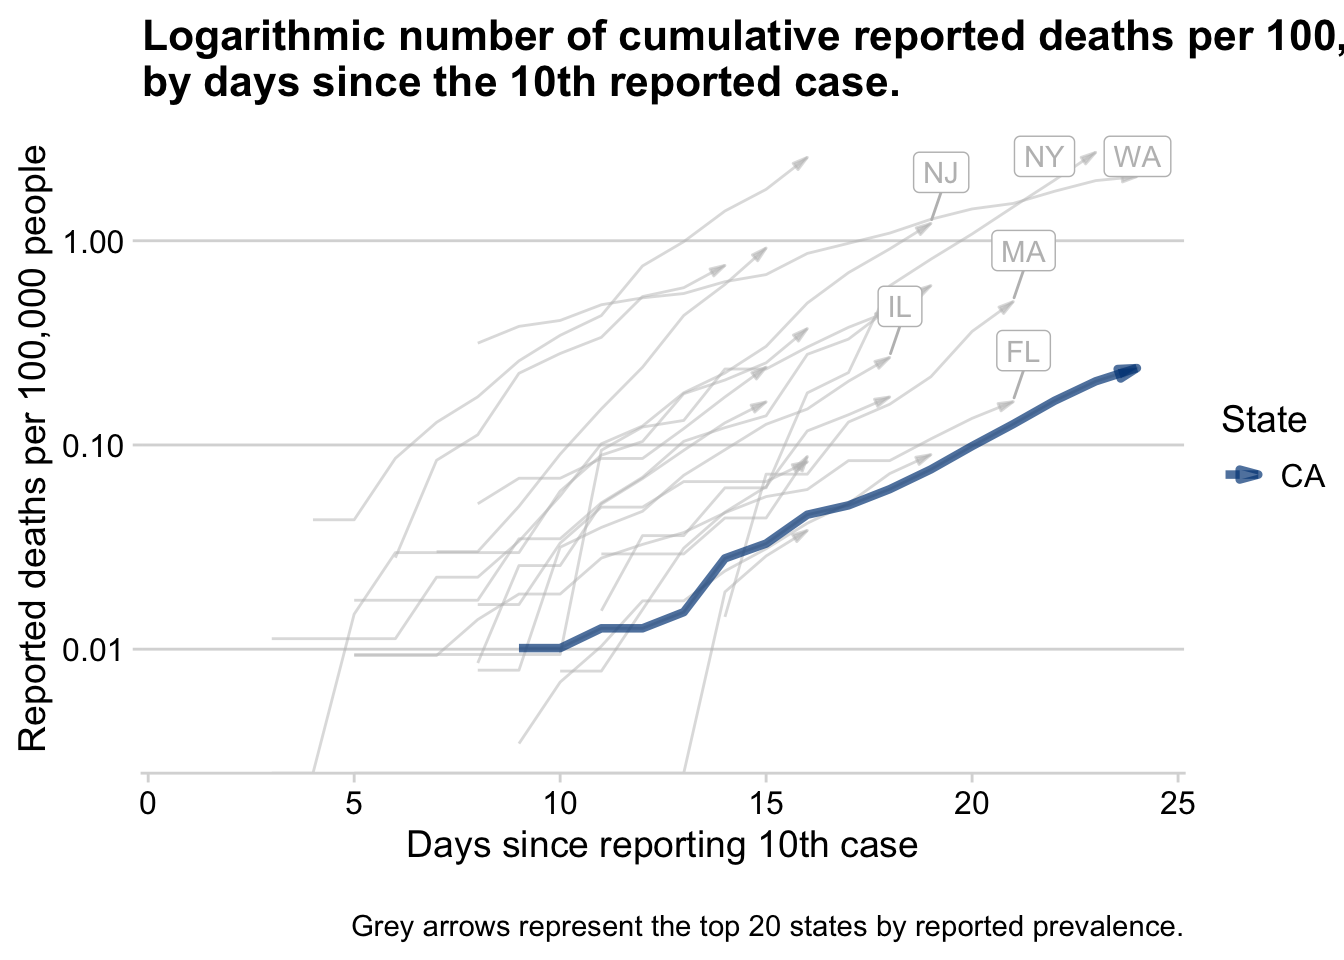 Logarithmic number of cumulative reported deaths per 100,
by days since the 10th reported case.
Reported deaths per 100,000 people
1.00
0.10
0.01
NJ
NY
WA
MA
IL
FL
State
CA
0
5
10
15
20
25
Days since reporting 10th case
Grey arrows represent the top 20 states by reported prevalence.